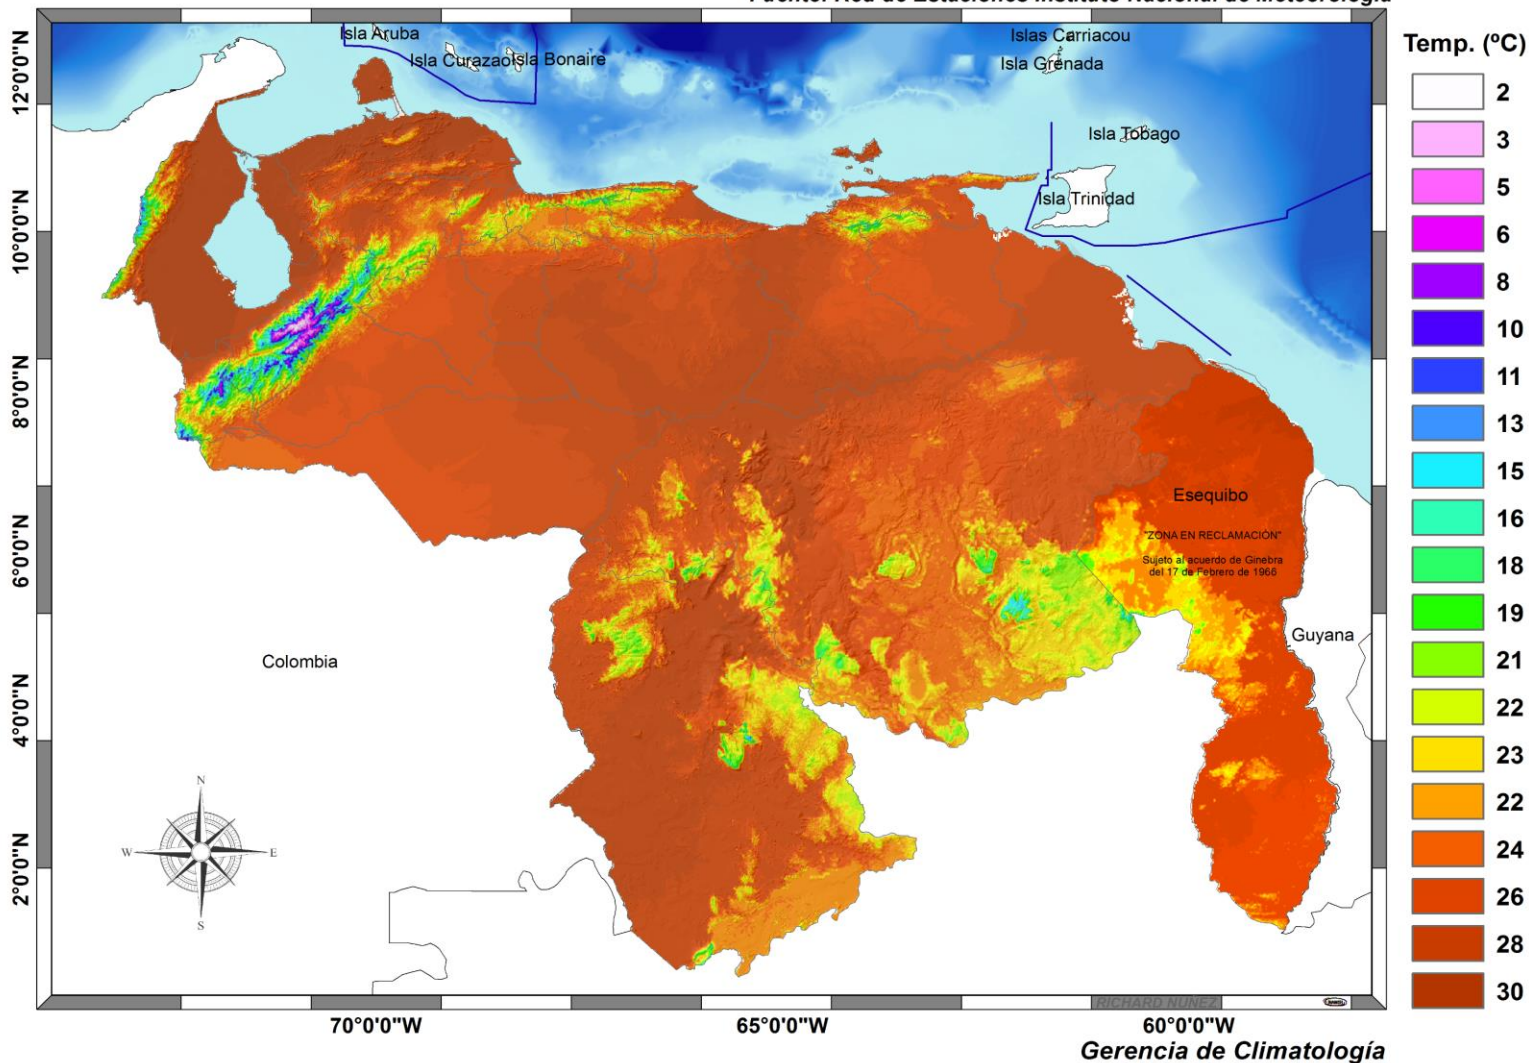 Fuente: Red de Estaciones Instituto Nacional de Meteorología
Isla Aruba
Isla Curazao
Isla Bonaire
Islas Carriacou
Isla Grenada
Isla Tobago
Isla Trinidad
Temp. (ºC)
2
3
5
6
8
10
11
13
15
16
18
19
21
22
23
22
24
26
28
30
12°0'0"N
10°0'0"N
8°0'0"N
6°0'0"N
4°0'0"N
2°0'0"N
Esequibo
"ZONA EN RECLAMACIÓN"
Sujeto al acuerdo de Ginebra
del 17 de Febrero de 1966
Guyana
Colombia
N
W
E
S
RICHARD NUÑEZ
70°0'0"W
65°0'0"W
60°0'0"W
Gerencia de Climatología